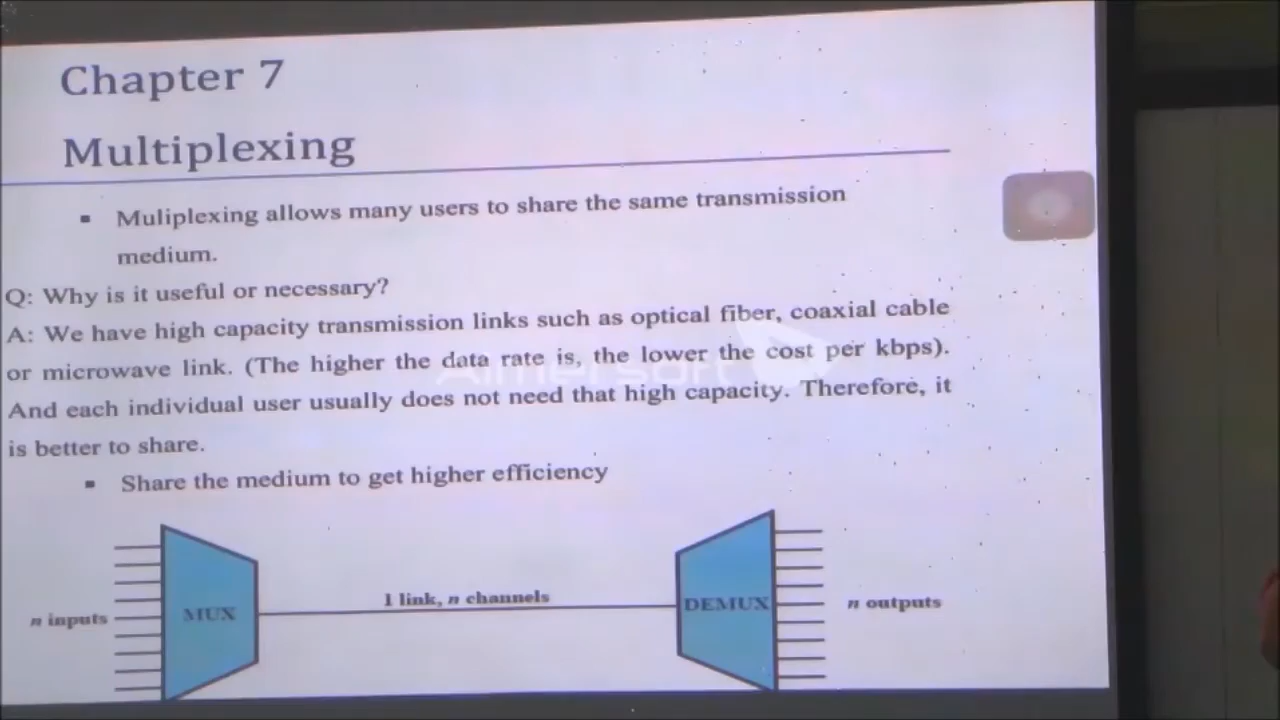 Chapter 7
Multiplexing
▪ Muliplexing allows many users to share the same transmission
medium.
Q: Why is it useful or necessary?
A: We have high capacity transmission links such as optical fiber, coaxial cable
or microwave link. (The higher the data rate is, the lower the cost per kbps).
And each individual user usually does not need that high capacity. Therefore, it
is better to share.
▪ Share the medium to get higher efficiency
n inputs
MUX
1 link, n channels
DEMUX
n outputs
Aimersoft